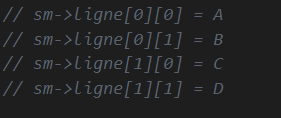 // sm->ligne[0][0] = A
// sm->ligne[0][1] = B
// sm->ligne[1][0] = C
// sm->ligne[1][1] = D